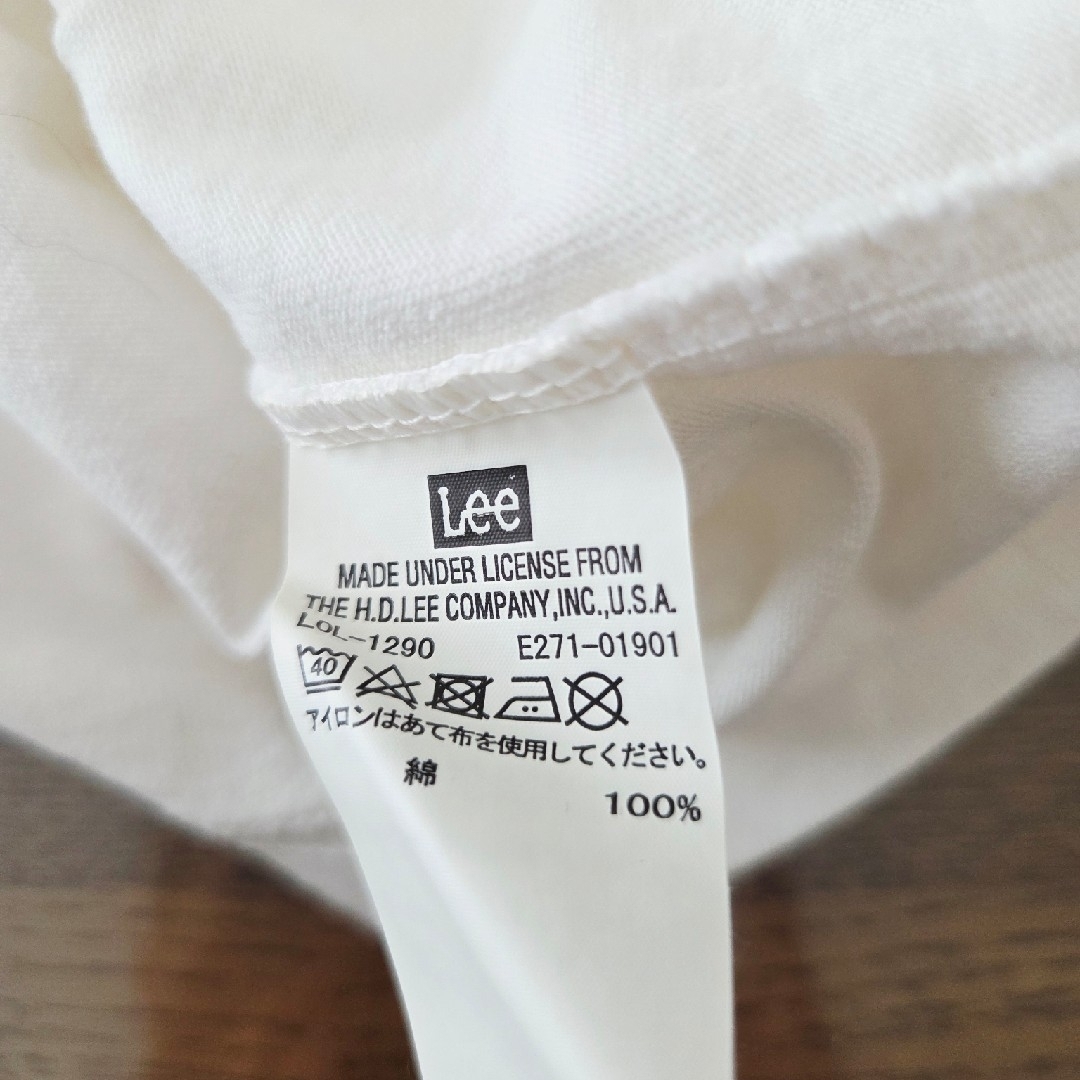 Lee
MADE UNDER LICENSE FROM
THE H.D.LEE COMPANY,INC.,U.S.A.
LOL-1290 E271-01901
40
アイロンはあて布を使用してください。
綿 100%